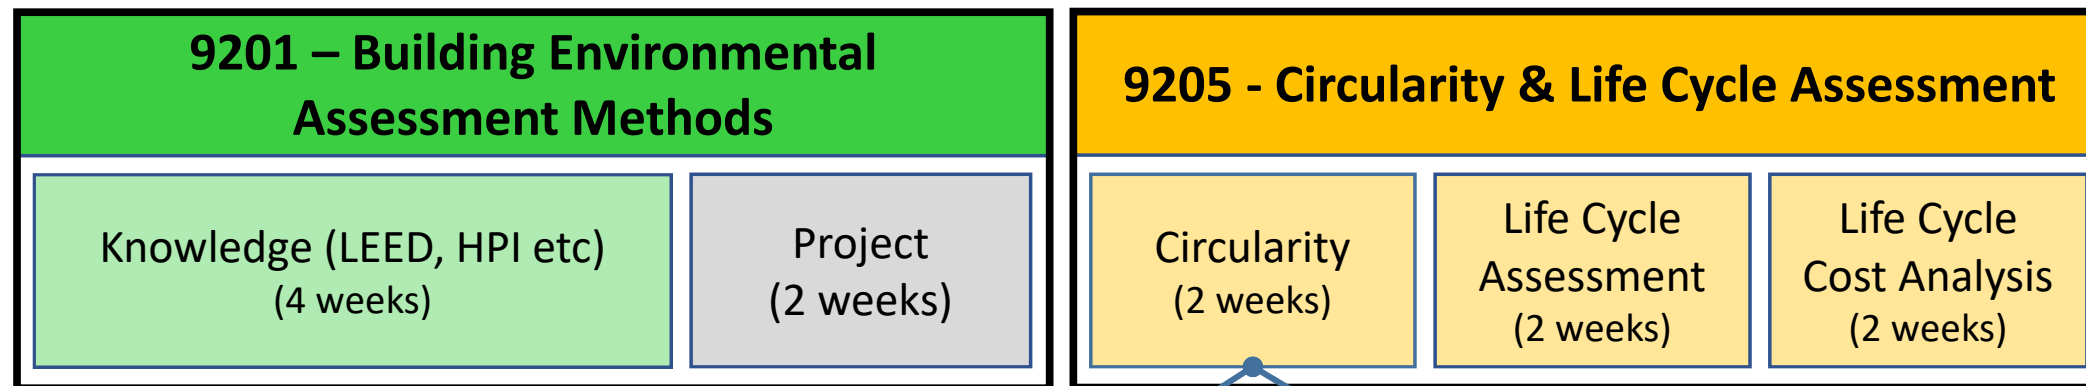 9201 – Building Environmental
Assessment Methods
Knowledge (LEED, HPI etc)
(4 weeks)
Project
(2 weeks)
9205 - Circularity & Life Cycle Assessment
Circularity
(2 weeks)
Life Cycle
Assessment
(2 weeks)
Life Cycle
Cost Analysis
(2 weeks)